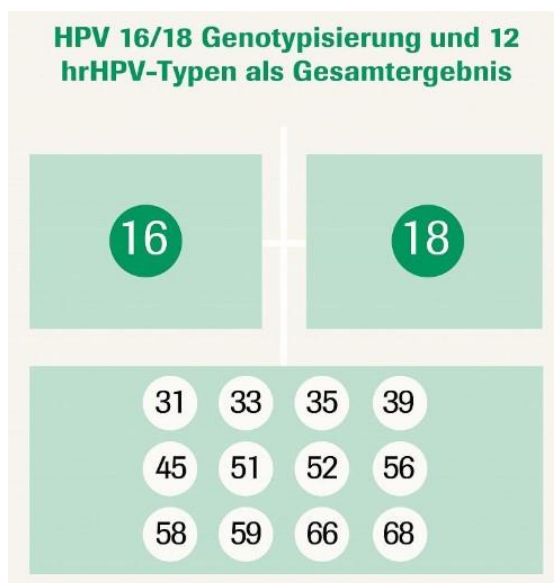 HPV 16/18 Genotypisierung und 12
hrHPV-Typen als Gesamtergebnis
16 18
31 33 35 39
45 51 52 56
58 59 66 68